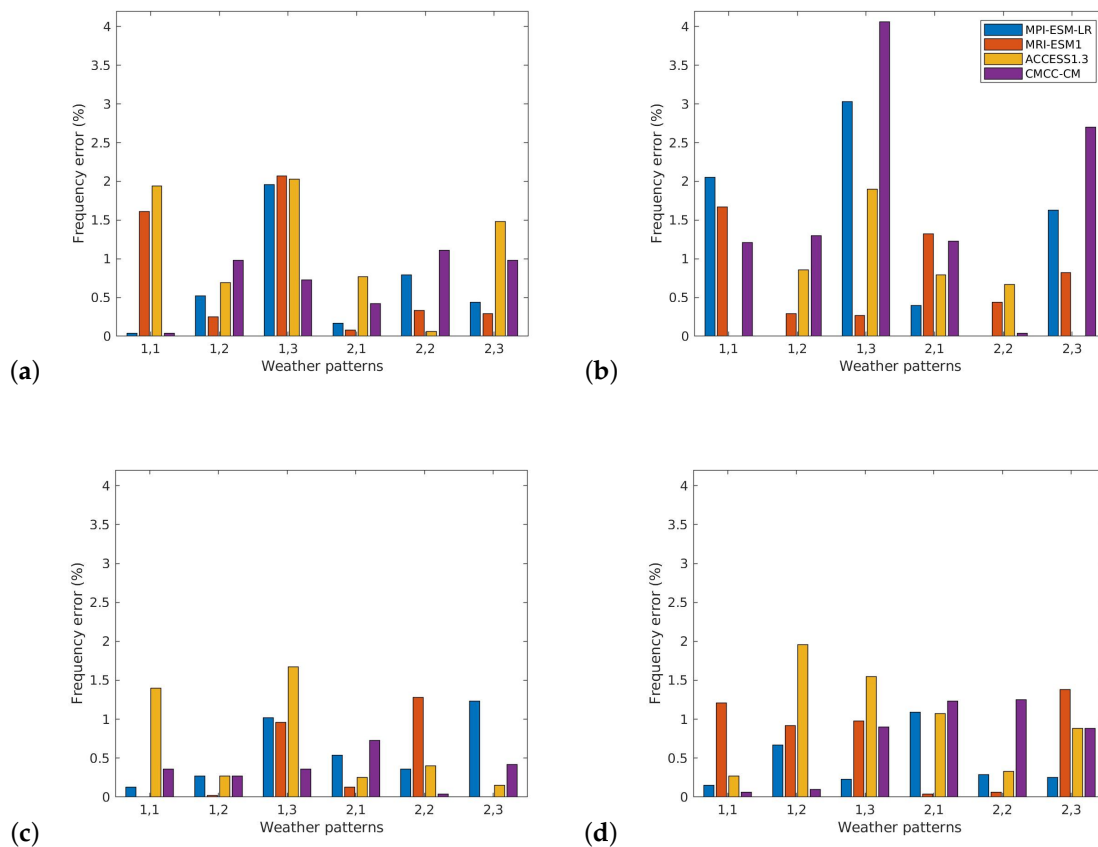 4
3.5
3
2.5
2
1.5
1
0.5
0
Frequency error (%)
1,1 1,2 1,3 2,1 2,2 2,3
Weather patterns
(a)
4
3.5
3
2.5
2
1.5
1
0.5
0
Frequency error (%)
MPI-ESM-LR
MRI-ESM1
ACCESS1.3
CMCC-CM
1,1 1,2 1,3 2,1 2,2 2,3
Weather patterns
(b)
4
3.5
3
2.5
2
1.5
1
0.5
0
Frequency error (%)
1,1 1,2 1,3 2,1 2,2 2,3
Weather patterns
(c)
4
3.5
3
2.5
2
1.5
1
0.5
0
Frequency error (%)
1,1 1,2 1,3 2,1 2,2 2,3
Weather patterns
(d)